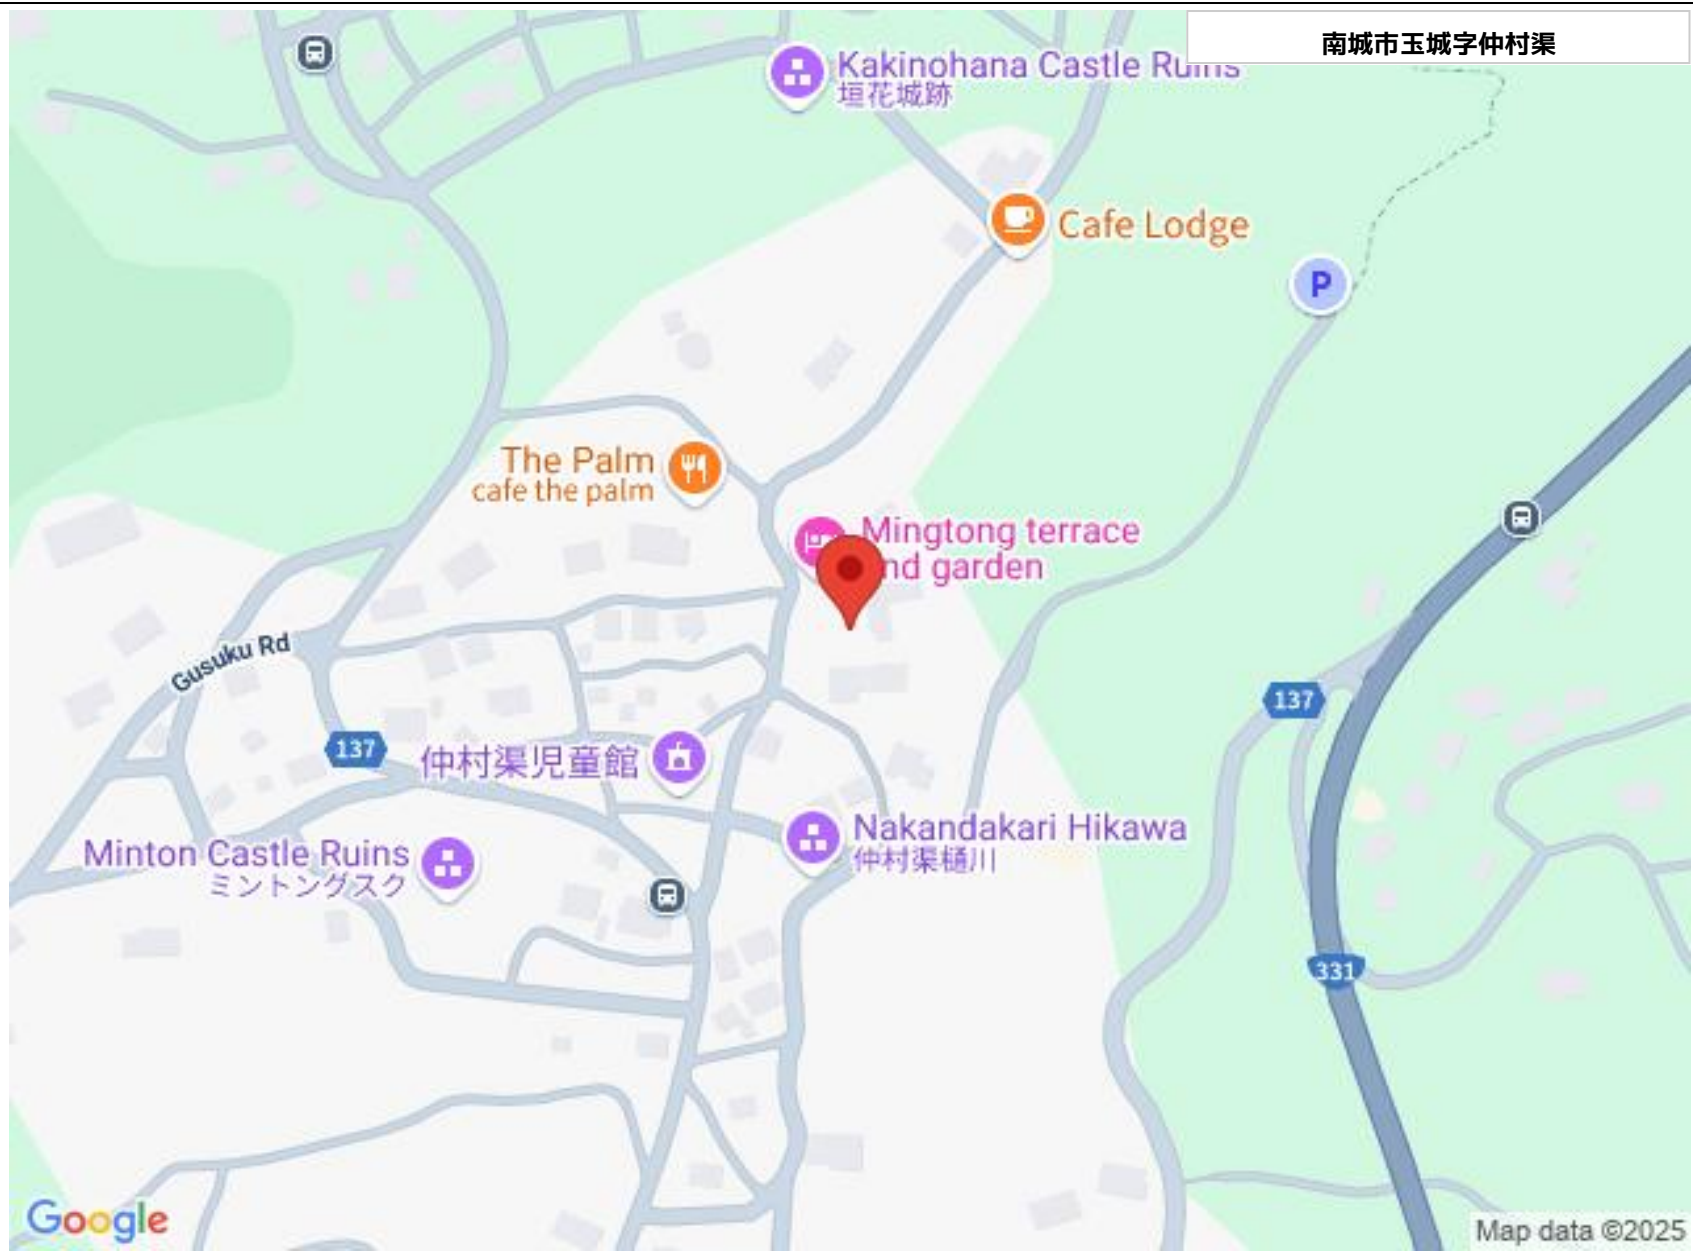 南城市玉城字仲村渠
Kakinohana Castle Ruins
垣花城跡
Cafe Lodge
P
The Palm
cafe the palm
Mingtong terrace
nd garden
Gusuku Rd
137
137
仲村渠児童館
Nakandakari Hikawa
仲村渠樋川
Minton Castle Ruins
ミントングスク
331
Google
Map data ©2025